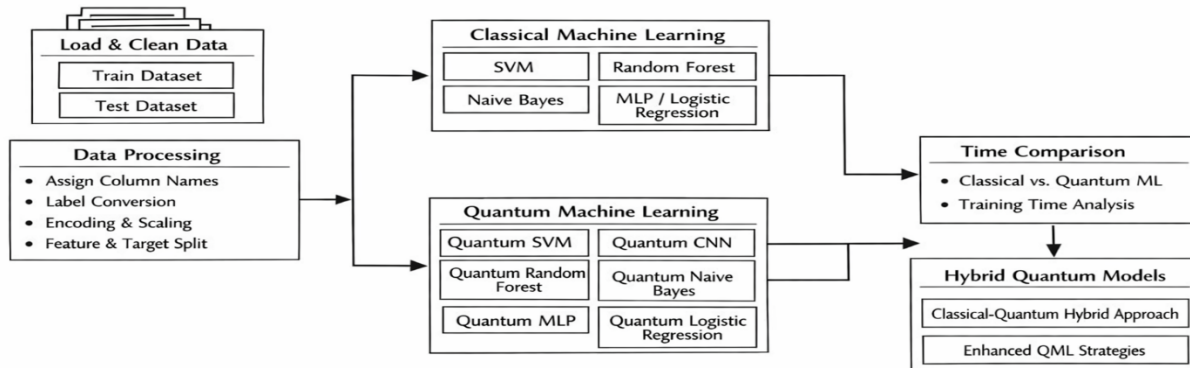 Load & Clean Data
Train Dataset
Test Dataset
Data Processing
• Assign Column Names
• Label Conversion
• Encoding & Scaling
• Feature & Target Split
Classical Machine Learning
SVM
Random Forest
Naive Bayes
MLP / Logistic
Regression
Quantum Machine Learning
Quantum SVM
Quantum CNN
Quantum Random
Forest
Quantum Naive
Bayes
Quantum MLP
Quantum Logistic
Regression
Time Comparison
• Classical vs. Quantum ML
• Training Time Analysis
Hybrid Quantum Models
Classical-Quantum Hybrid Approach
Enhanced QML Strategies